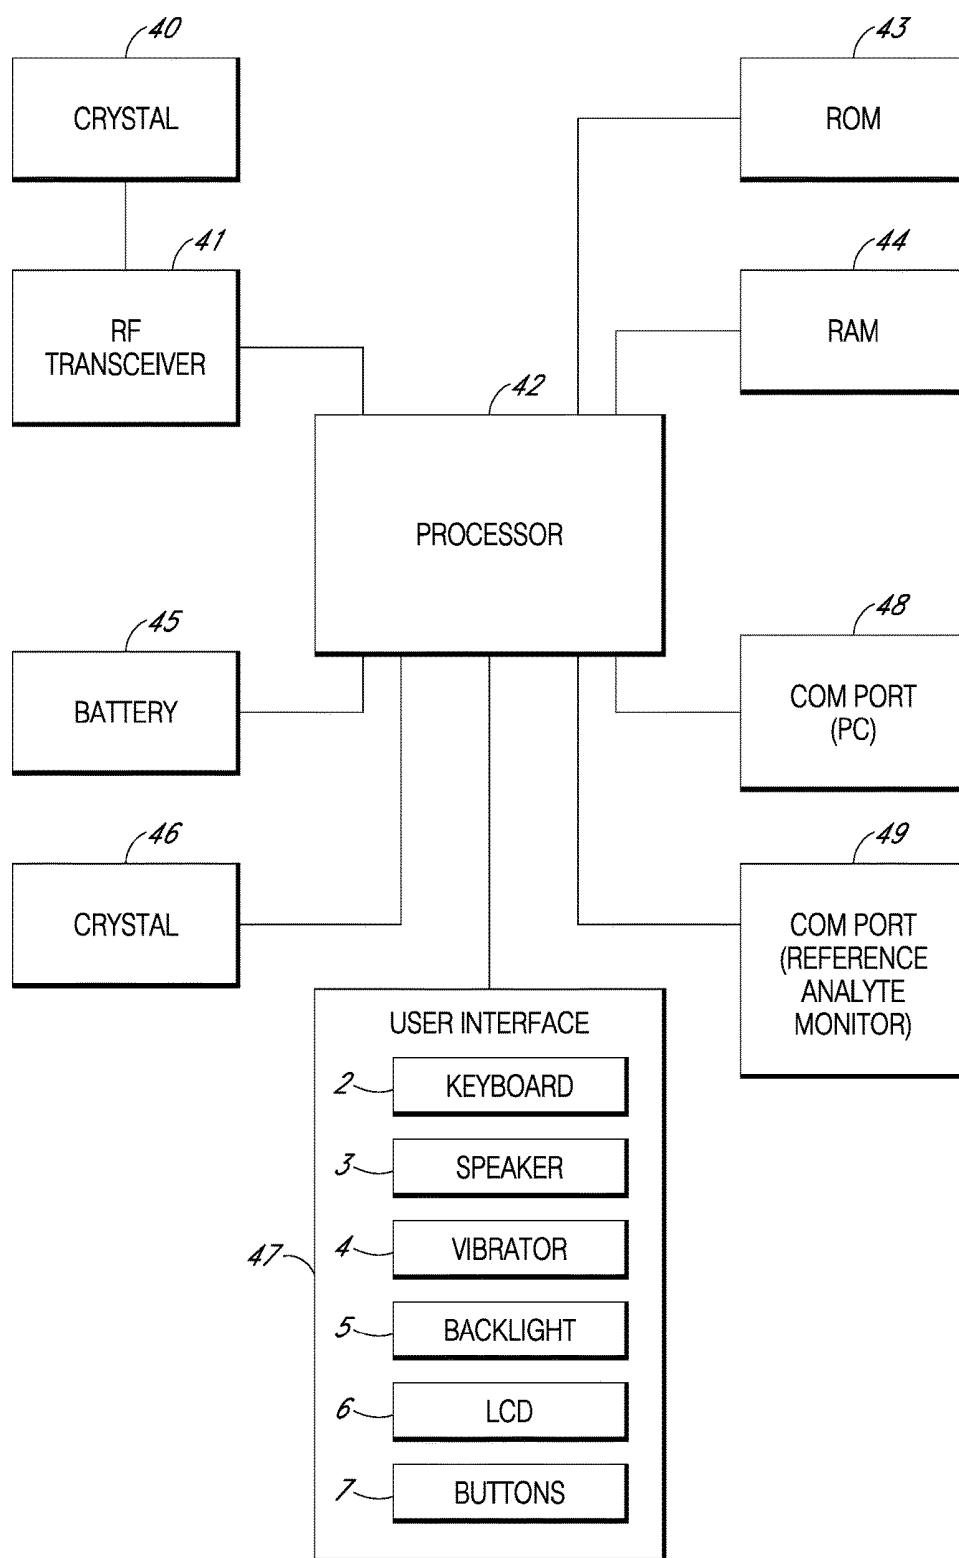 40
CRYSTAL
43
ROM
41
RF
TRANSCEIVER
44
RAM
42
PROCESSOR
45
BATTERY
48
COM PORT
(PC)
46
CRYSTAL
49
COM PORT
(REFERENCE
ANALYTE
MONITOR)
47
USER INTERFACE
2
KEYBOARD
3
SPEAKER
4
VIBRATOR
5
BACKLIGHT
6
LCD
7
BUTTONS